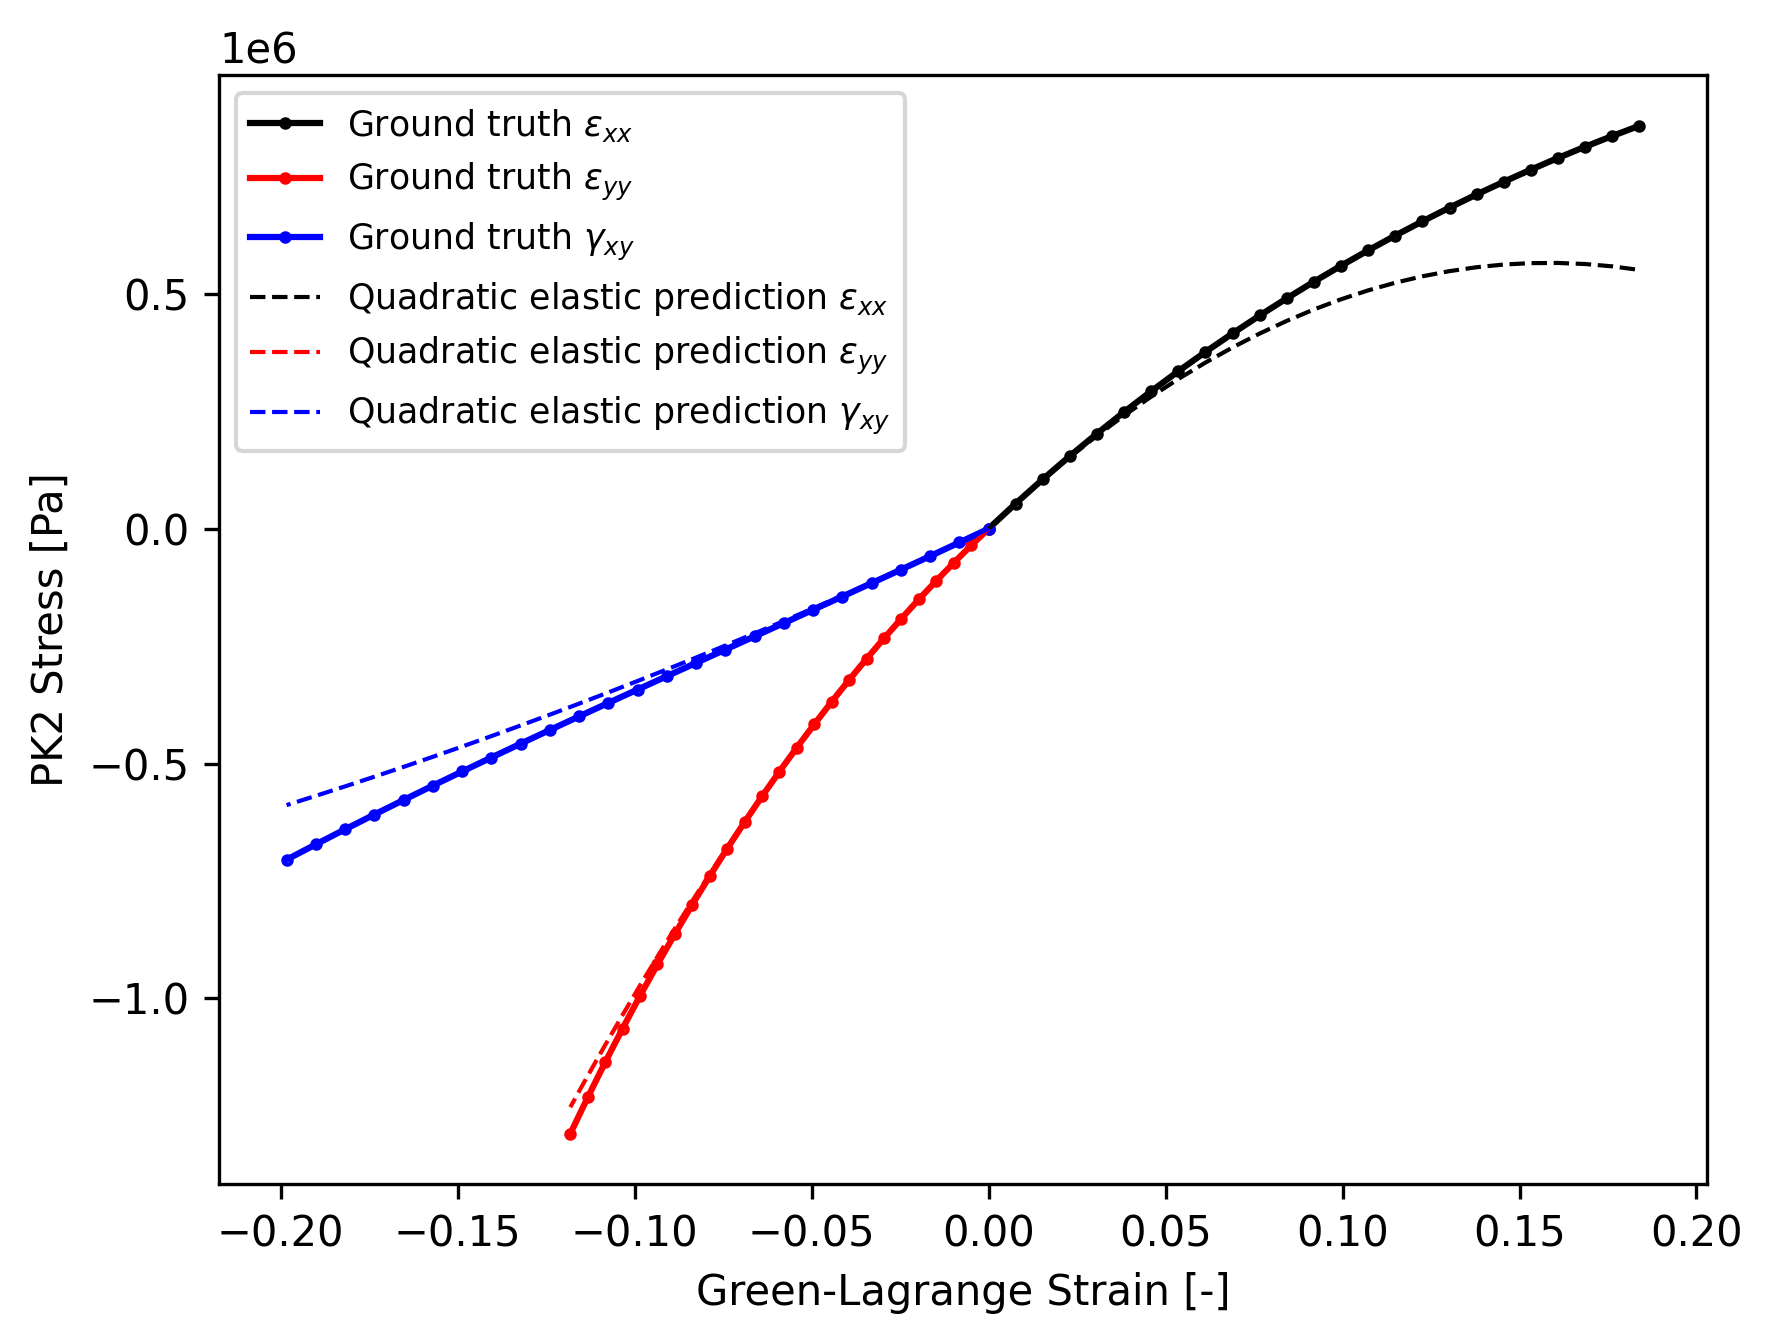 1e6
Ground truth εxx
Ground truth εyy
Ground truth γxy
Quadratic elastic prediction εxx
Quadratic elastic prediction εyy
Quadratic elastic prediction γxy
0.5
0.0
−0.5
−1.0
PK2 Stress [Pa]
−0.20 −0.15 −0.10 −0.05 0.00 0.05 0.10 0.15 0.20
Green-Lagrange Strain [-]